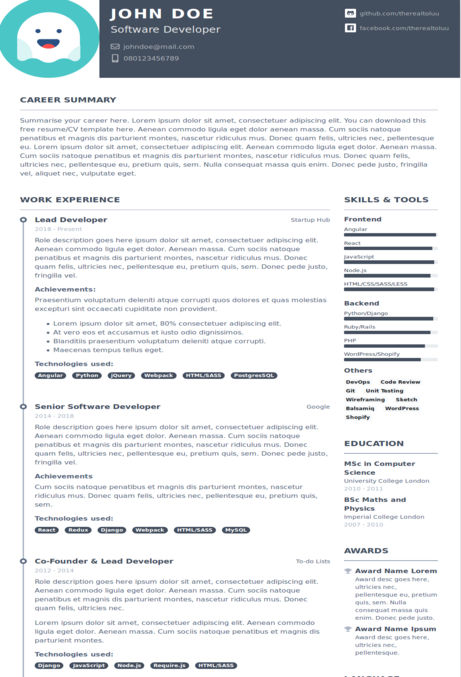 JOHN DOE
Software Developer
johndoe@mail.com
080123456789
github.com/therealtoluu
facebook.com/therealtoluu
CAREER SUMMARY
Summarise your career here. Lorem ipsum dolor sit amet, consectetuer adipiscing elit. You can download this
free resume/CV template here. Aenean commodo ligula eget dolor aenean massa. Cum sociis natoque
penatibus et magnis dis parturient montes, nascetur ridiculus mus. Donec quam felis, ultricies nec, pellentesque
eu. Lorem ipsum dolor sit amet, consectetuer adipiscing elit. Aenean commodo ligula eget dolor. Aenean massa.
Cum sociis natoque penatibus et magnis dis parturient montes, nascetur ridiculus mus. Donec quam felis,
ultricies nec, pellentesque eu, pretium quis, sem. Nulla consequat massa quis enim. Donec pede justo, fringilla
vel, aliquet nec, vulputate eget.
WORK EXPERIENCE
Lead Developer
Startup Hub
2018 - Present
Role description goes here ipsum dolor sit amet, consectetuer adipiscing elit.
Aenean commodo ligula eget dolor. Aenean massa. Cum sociis natoque
penatibus et magnis dis parturient montes, nascetur ridiculus mus. Donec
quam felis, ultricies nec, pellentesque eu, pretium quis, sem. Donec pede justo,
fringilla vel.
Achievements:
Praesentium voluptatum deleniti atque corrupti quos dolores et quas molestias
excepturi sint occaecati cupiditate non provident.
Lorem ipsum dolor sit amet, 80% consectetuer adipiscing elit.
At vero eos et accusamus et iusto odio dignissimos.
Blanditiis praesentium voluptatum deleniti atque corrupti.
Maecenas tempus tellus eget.
Technologies used:
Angular Python jQuery Webpack HTML/SASS PostgresQL
Senior Software Developer
Google
2014 - 2018
Role description goes here ipsum dolor sit amet, consectetuer adipiscing elit.
Aenean commodo ligula eget dolor. Aenean massa. Cum sociis natoque
penatibus et magnis dis parturient montes, nascetur ridiculus mus. Donec
quam felis, ultricies nec, pellentesque eu, pretium quis, sem. Donec pede justo,
fringilla vel.
Achievements
Cum sociis natoque penatibus et magnis dis parturient montes, nascetur
ridiculus mus. Donec quam felis, ultricies nec, pellentesque eu, pretium quis,
sem.
Technologies used:
React Redux Django Webpack HTML/SASS MySQL
Co-Founder & Lead Developer
To-do Lists
2012 - 2014
Role description goes here ipsum dolor sit amet, consectetuer adipiscing elit.
Aenean commodo ligula eget dolor. Aenean massa. Cum sociis natoque
penatibus et magnis dis parturient montes, nascetur ridiculus mus. Donec
quam felis, ultricies nec.
Lorem ipsum dolor sit amet, consectetuer adipiscing elit. Aenean commodo
ligula eget dolor. Aenean massa. Cum sociis natoque penatibus et magnis dis
parturient montes.
Technologies used:
Django JavaScript Node.js Require.js HTML/SASS
SKILLS & TOOLS
Frontend
Angular
React
JavaScript
Node.js
HTML/CSS/SASS/LESS
Backend
Python/Django
Ruby/Rails
PHP
WordPress/Shopify
Others
DevOps Code Review
Git Unit Testing
Wireframing Sketch
Balsamiq WordPress
Shopify
EDUCATION
MSc in Computer
Science
University College London
2010 - 2011
BSc Maths and
Physics
Imperial College London
2007 - 2010
AWARDS
Award Name Lorem
Award desc goes here,
ultricies nec,
pellentesque eu, pretium
quis, sem. Nulla
consequat massa quis
enim. Donec pede justo.
Award Name Ipsum
Award desc goes here,
ultricies nec,
pellentesque.